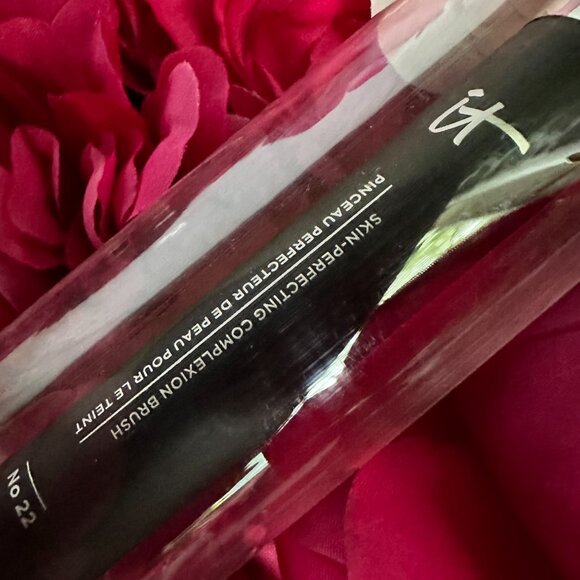 it
SKIN-PERFECTING COMPLEXION BRUSH
PINCEAU PERFECTEUR DE PEAU POUR LE TEINT
No 22